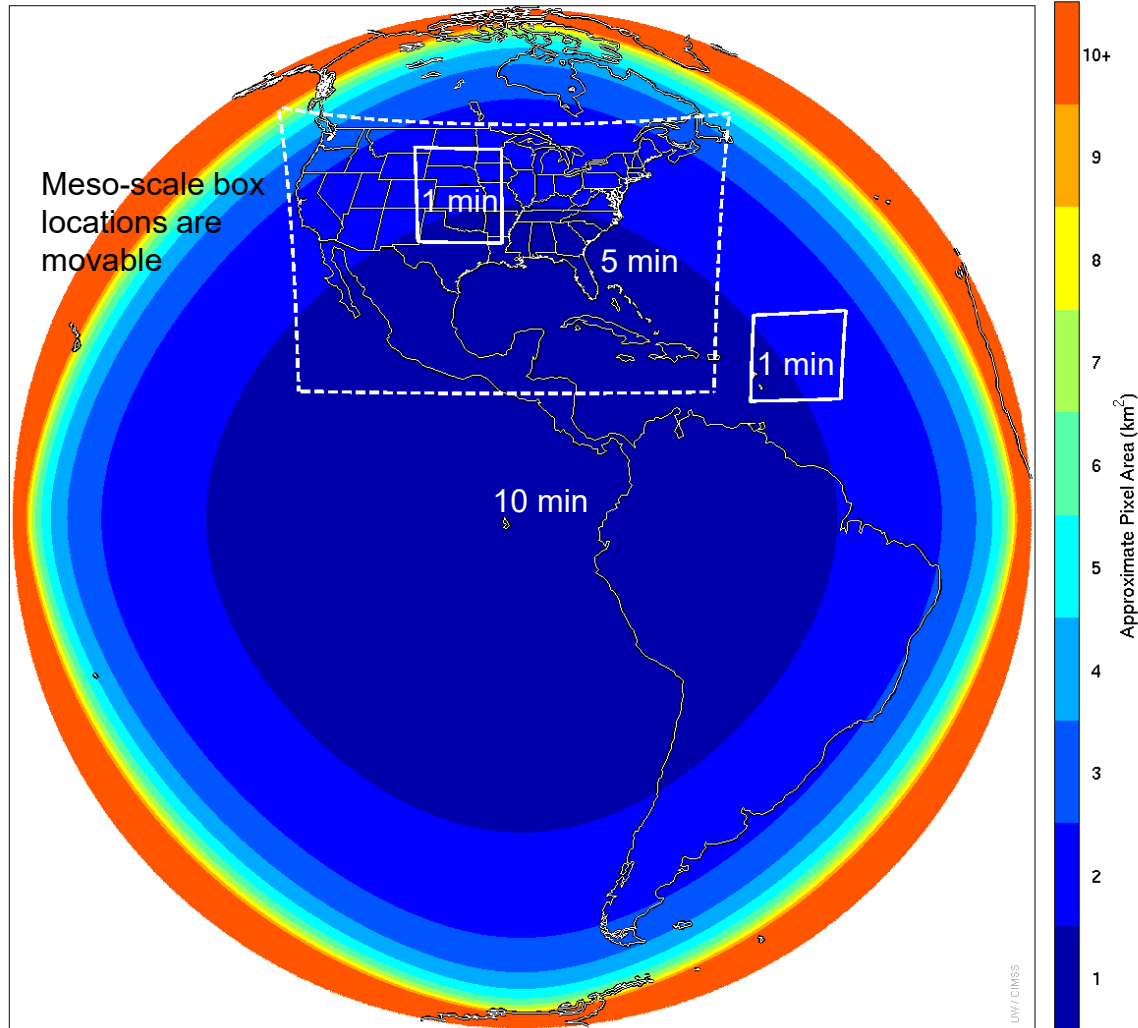 Meso-scale box
locations are
movable
1 min
5 min
1 min
10 min
10+
9
8
7
6
5
4
3
2
1
Approximate Pixel Area (km²)
UW / CIMSS